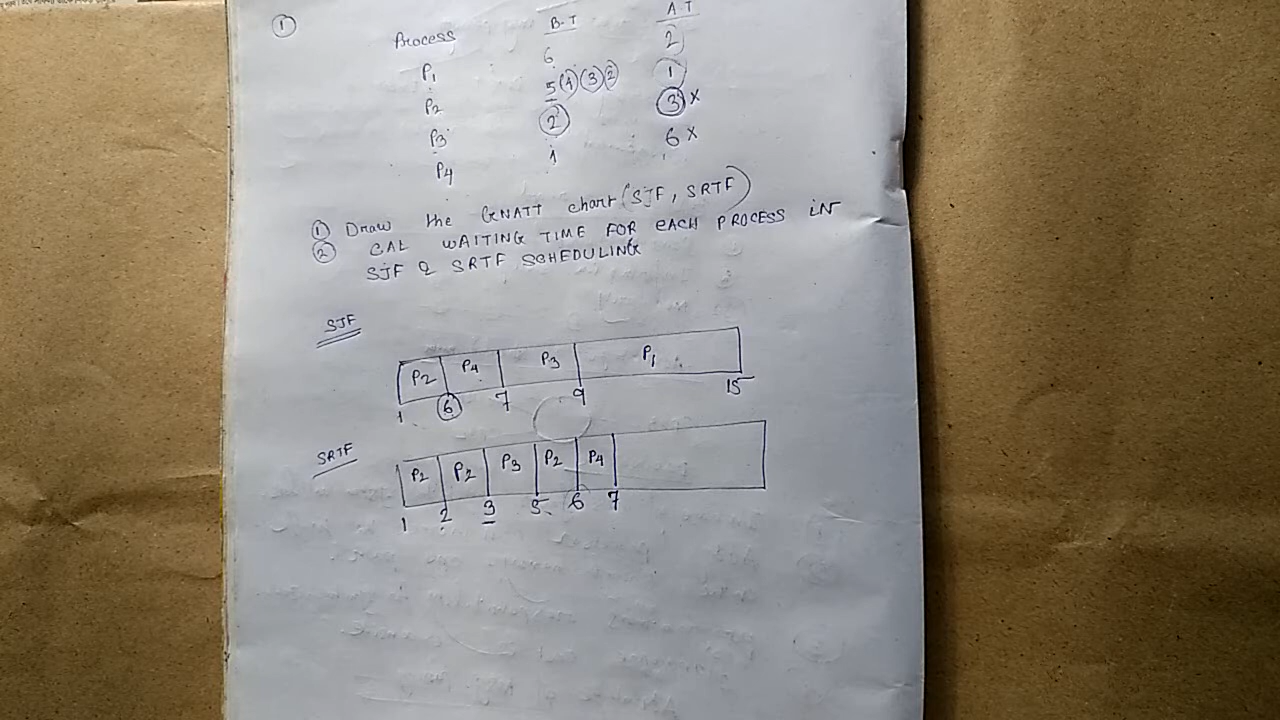 ①
Process B.T A.T
P1 6 2
P2 5 (4) (3) (2) 1
P3 2 3 x
P4 1 6 x
① Draw the GNATT chart (SJF, SRTF)
② CAL WAITING TIME FOR EACH PROCESS IN
SJF & SRTF SCHEDULING
SJF
P2 P4 P3 P1
1 6 7 9 15
SRTF
P2 P2 P3 P2 P4
1 2 3 5 6 7